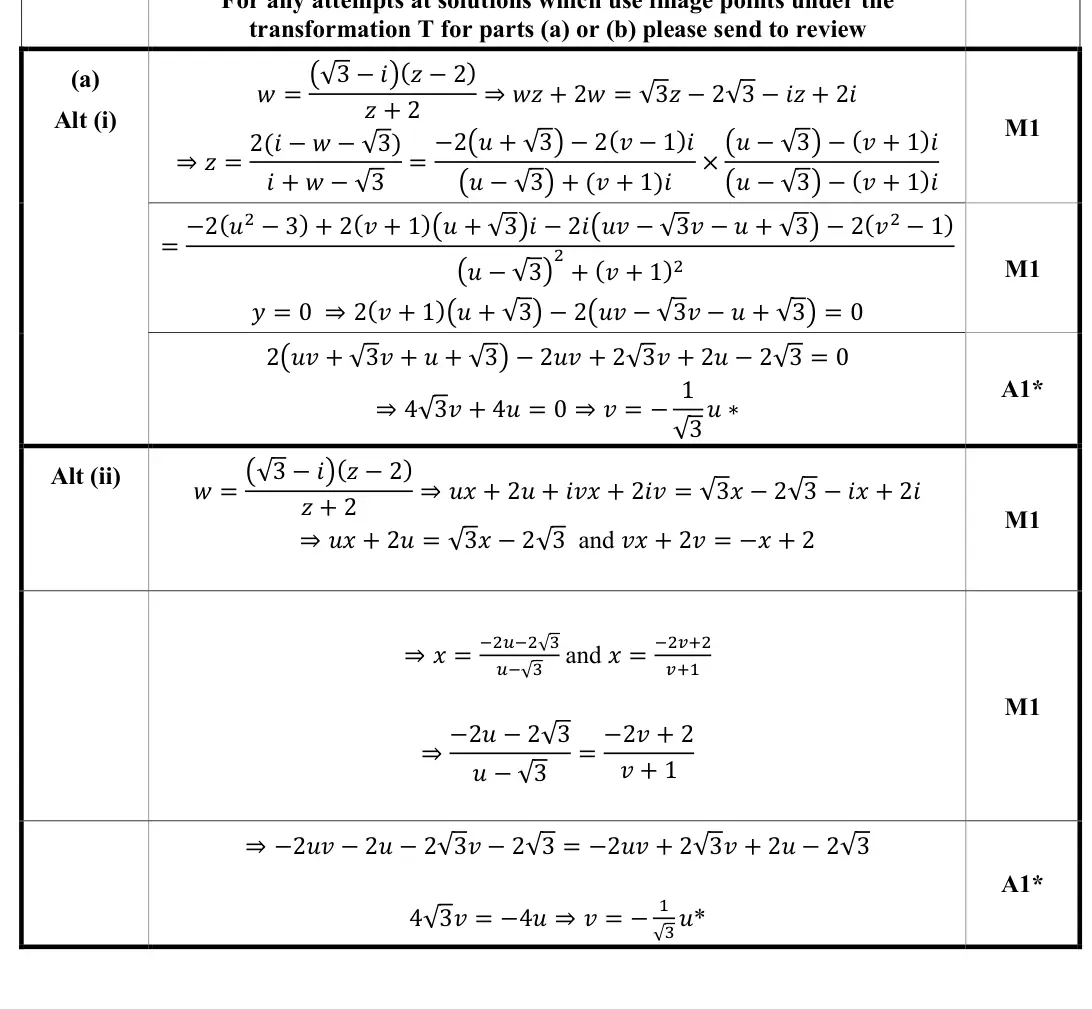 For any attempts at solutions which use image points under the
transformation T for parts (a) or (b) please send to review
(a)
Alt (i)
w = (√3 − i)(z − 2) / (z + 2) ⇒ wz + 2w = √3z − 2√3 − iz + 2i
⇒ z = 2(i − w − √3) / (i + w − √3) = (−2(u + √3) − 2(v − 1)i) / ((u − √3) + (v + 1)i) × ((u − √3) − (v + 1)i) / ((u − √3) − (v + 1)i)
M1
= (−2(u² − 3) + 2(v + 1)(u + √3)i − 2i(uv − √3v − u + √3) − 2(v² − 1)) / ((u − √3)² + (v + 1)²)
y = 0 ⇒ 2(v + 1)(u + √3) − 2(uv − √3v − u + √3) = 0
M1
2(uv + √3v + u + √3) − 2uv + 2√3v + 2u − 2√3 = 0
⇒ 4√3v + 4u = 0 ⇒ v = − 1/√3 u ∗
A1*
Alt (ii)
w = (√3 − i)(z − 2) / (z + 2) ⇒ ux + 2u + ivx + 2iv = √3x − 2√3 − ix + 2i
⇒ ux + 2u = √3x − 2√3 and vx + 2v = −x + 2
M1
⇒ x = (−2u−2√3) / (u−√3) and x = (−2v+2) / (v+1)
⇒ (−2u − 2√3) / (u − √3) = (−2v + 2) / (v + 1)
M1
⇒ −2uv − 2u − 2√3v − 2√3 = −2uv + 2√3v + 2u − 2√3
4√3v = −4u ⇒ v = − 1/√3 u*
A1*